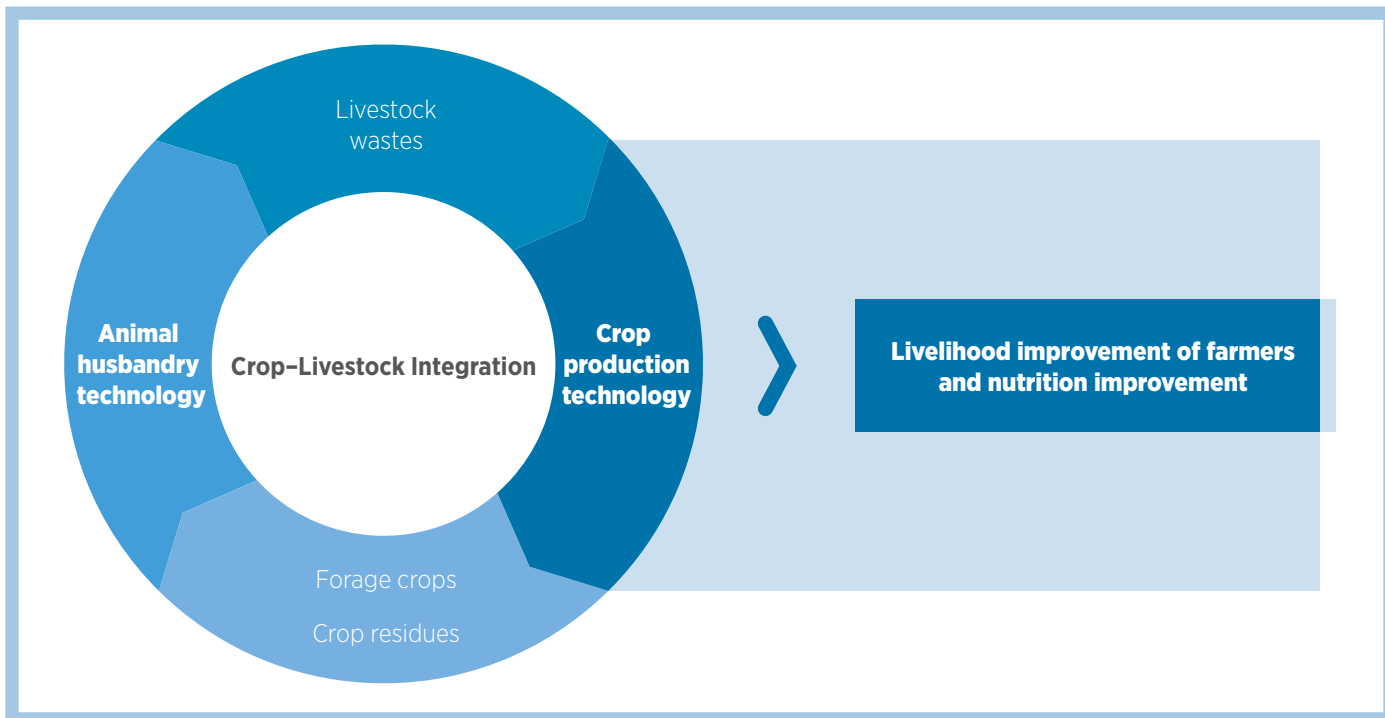 Livestock
wastes
Animal
husbandry
technology
Crop–Livestock Integration
Crop
production
technology
Livelihood improvement of farmers
and nutrition improvement
Forage crops
Crop residues